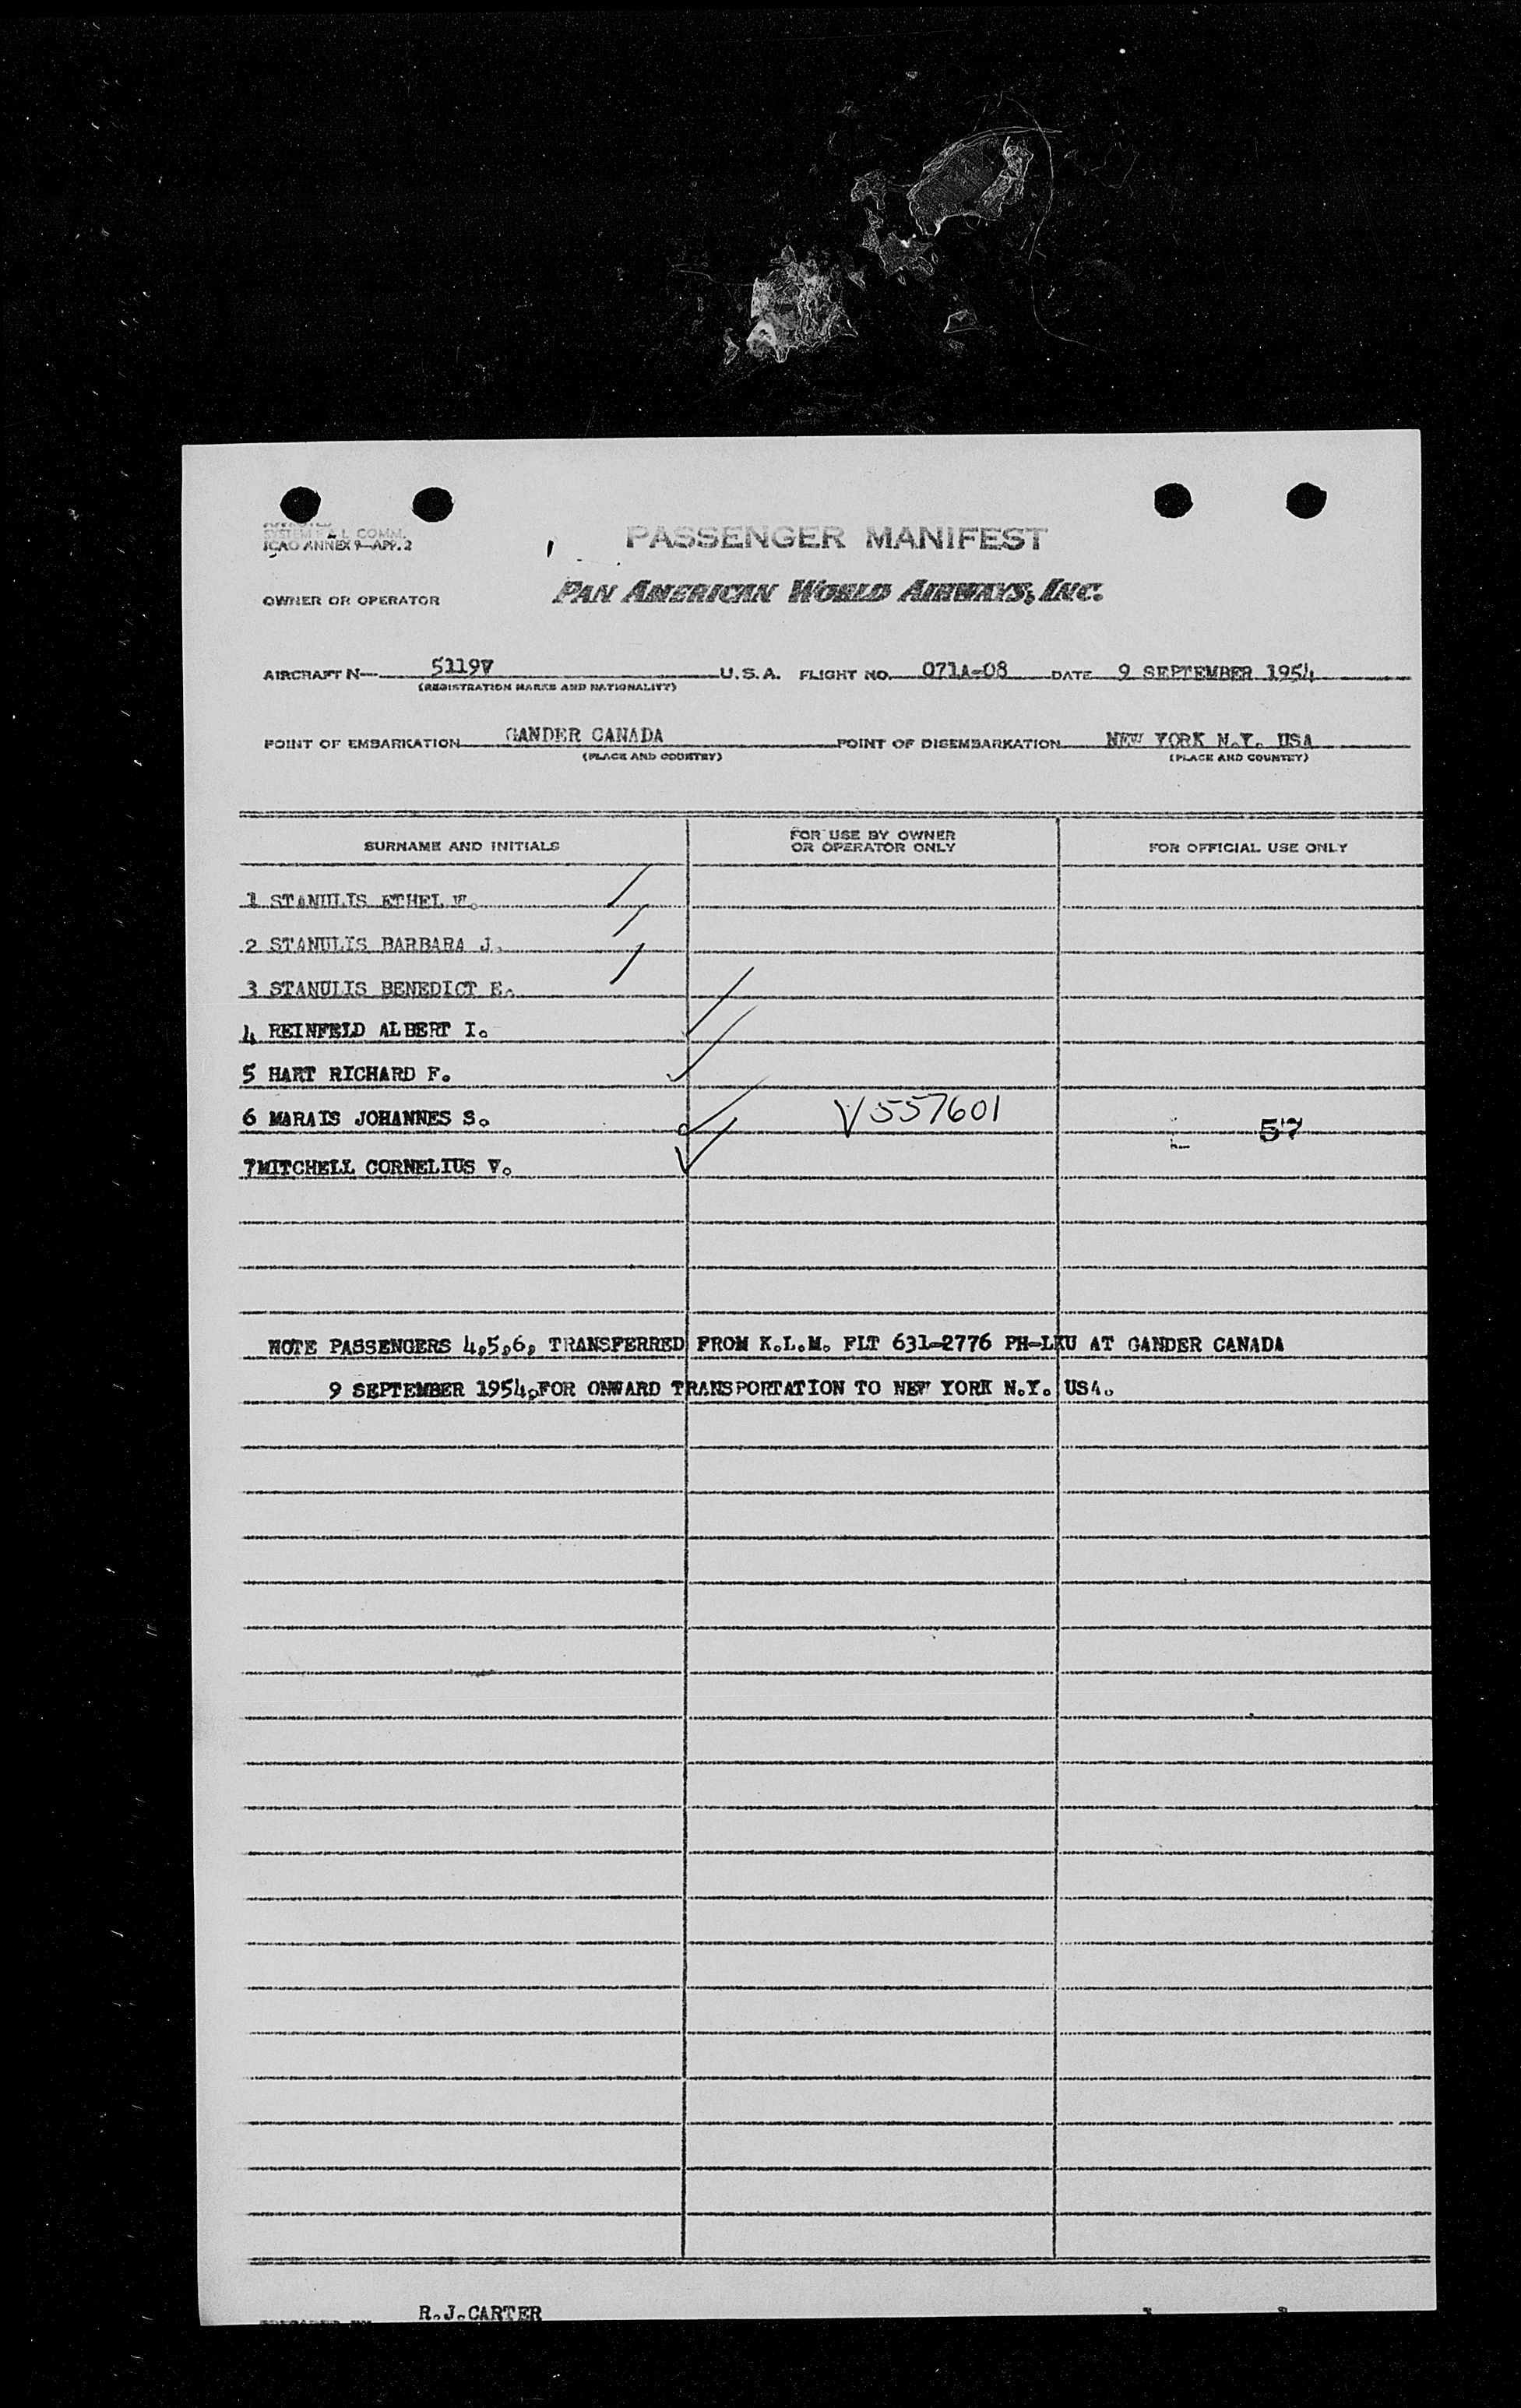 SYSTEM F & L COMM.
ICAO ANNEX 9—APP. 2
PASSENGER MANIFEST
OWNER OR OPERATOR PAN AMERICAN WORLD AIRWAYS, INC.
AIRCRAFT N— 5119V U.S.A. FLIGHT NO. 071A-08 DATE 9 SEPTEMBER 1954
(REGISTRATION MARKS AND NATIONALITY)
POINT OF EMBARKATION GANDER CANADA POINT OF DISEMBARKATION NEW YORK N.Y. USA
(PLACE AND COUNTRY) (PLACE AND COUNTRY)
SURNAME AND INITIALS FOR USE BY OWNER OR OPERATOR ONLY FOR OFFICIAL USE ONLY
1 STANULIS ETHEL W.
2 STANULIS BARBARA J.
3 STANULIS BENEDICT E.
4 REINFELD ALBERT I.
5 HART RICHARD F.
6 MARAIS JOHANNES S. V557601 57
7MITCHELL CORNELIUS V.
NOTE PASSENGERS 4,5,6, TRANSFERRED FROM K.L.M. FLT 631-2776 PH-LKU AT GANDER CANADA
9 SEPTEMBER 1954,FOR ONWARD TRANSPORTATION TO NEW YORK N.Y. USA.
R.J.CARTER